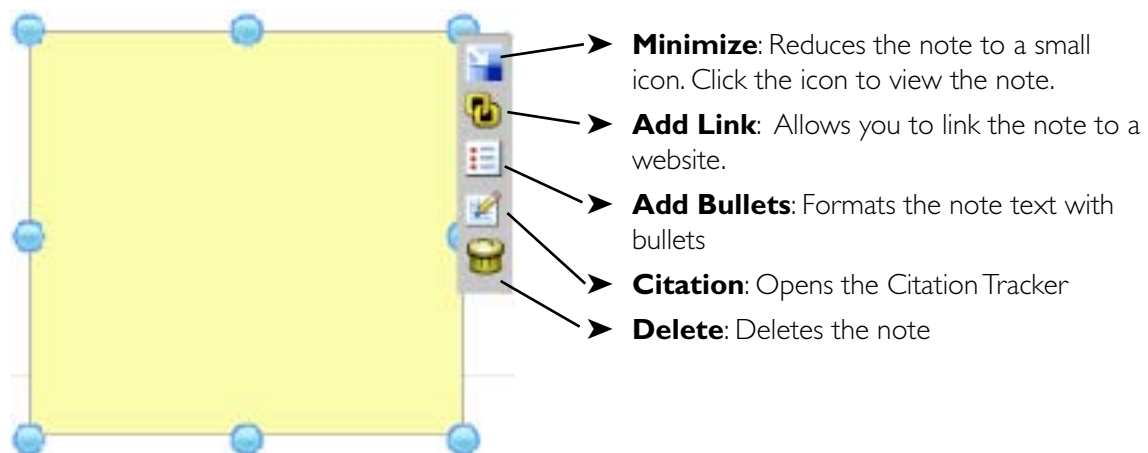 Minimize: Reduces the note to a small
icon. Click the icon to view the note.
Add Link: Allows you to link the note to a
website.
Add Bullets: Formats the note text with
bullets
Citation: Opens the Citation Tracker
Delete: Deletes the note